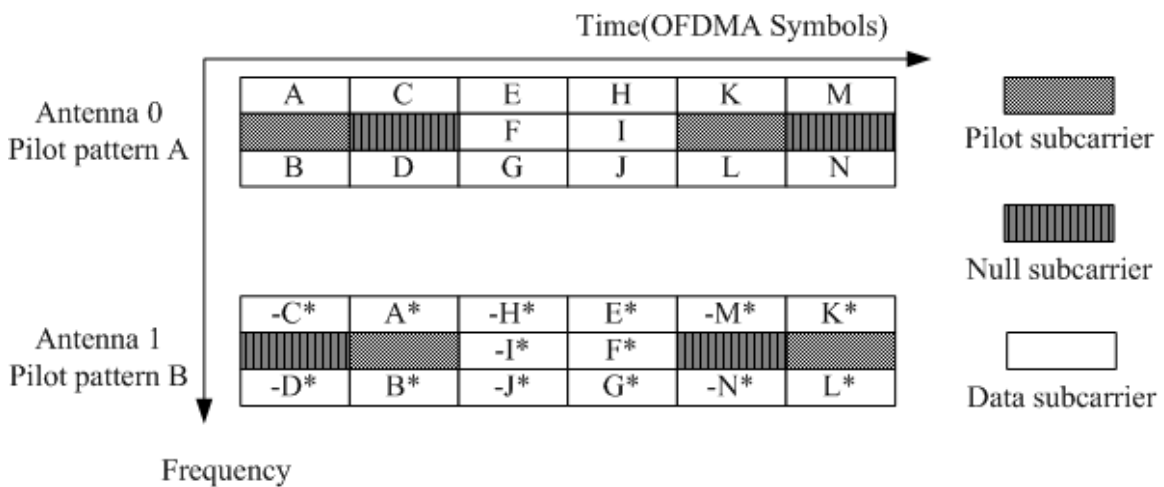 Time(OFDMA Symbols)
Antenna 0
Pilot pattern A
A C E H K M
F I
B D G J L N
Pilot subcarrier
Null subcarrier
Antenna 1
Pilot pattern B
-C* A* -H* E* -M* K*
-I* F*
-D* B* -J* G* -N* L*
Data subcarrier
Frequency